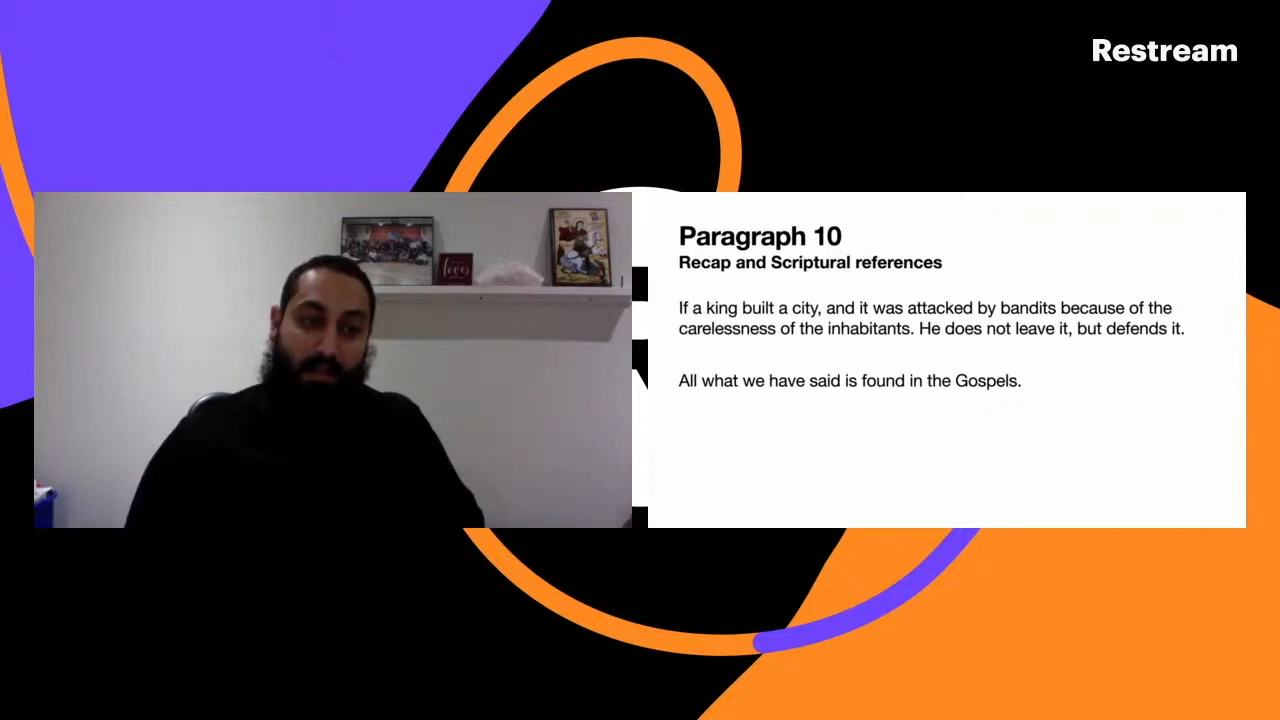 Restream
loves
Paragraph 10
Recap and Scriptural references
If a king built a city, and it was attacked by bandits because of the
carelessness of the inhabitants. He does not leave it, but defends it.
All what we have said is found in the Gospels.